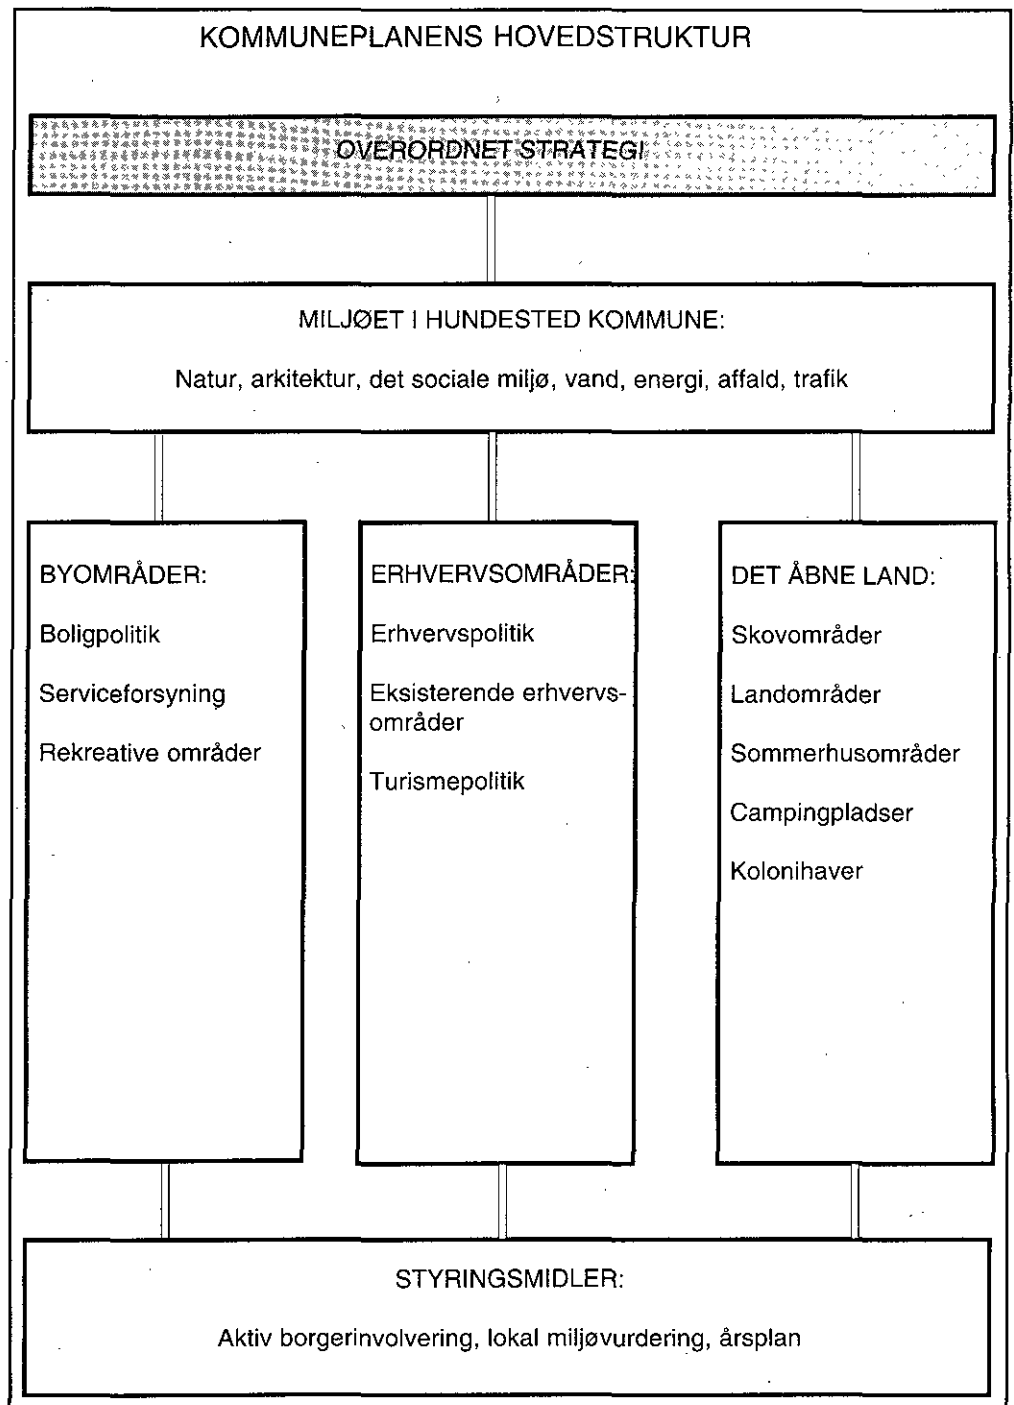 KOMMUNEPLANENS HOVEDSTRUKTUR
OVERORDNET STRATEGI
MILJØET I HUNDESTED KOMMUNE:
Natur, arkitektur, det sociale miljø, vand, energi, affald, trafik
BYOMRÅDER:
Boligpolitik
Serviceforsyning
Rekreative områder
ERHVERVSOMRÅDER:
Erhvervspolitik
Eksisterende erhvervs-
områder
Turismepolitik
DET ÅBNE LAND:
Skovområder
Landområder
Sommerhusområder
Campingpladser
Kolonihaver
STYRINGSMIDLER:
Aktiv borgerinvolvering, lokal miljøvurdering, årsplan